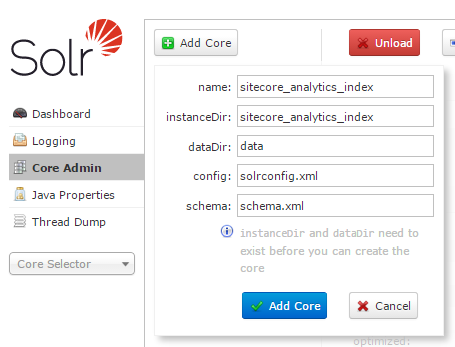 Solr
Add Core
Unload
name: sitecore_analytics_index
instanceDir: sitecore_analytics_index
dataDir: data
config: solrconfig.xml
schema: schema.xml
instanceDir and dataDir need to
exist before you can create the
core
Add Core
Cancel
optimized:
Dashboard
Logging
Core Admin
Java Properties
Thread Dump
Core Selector